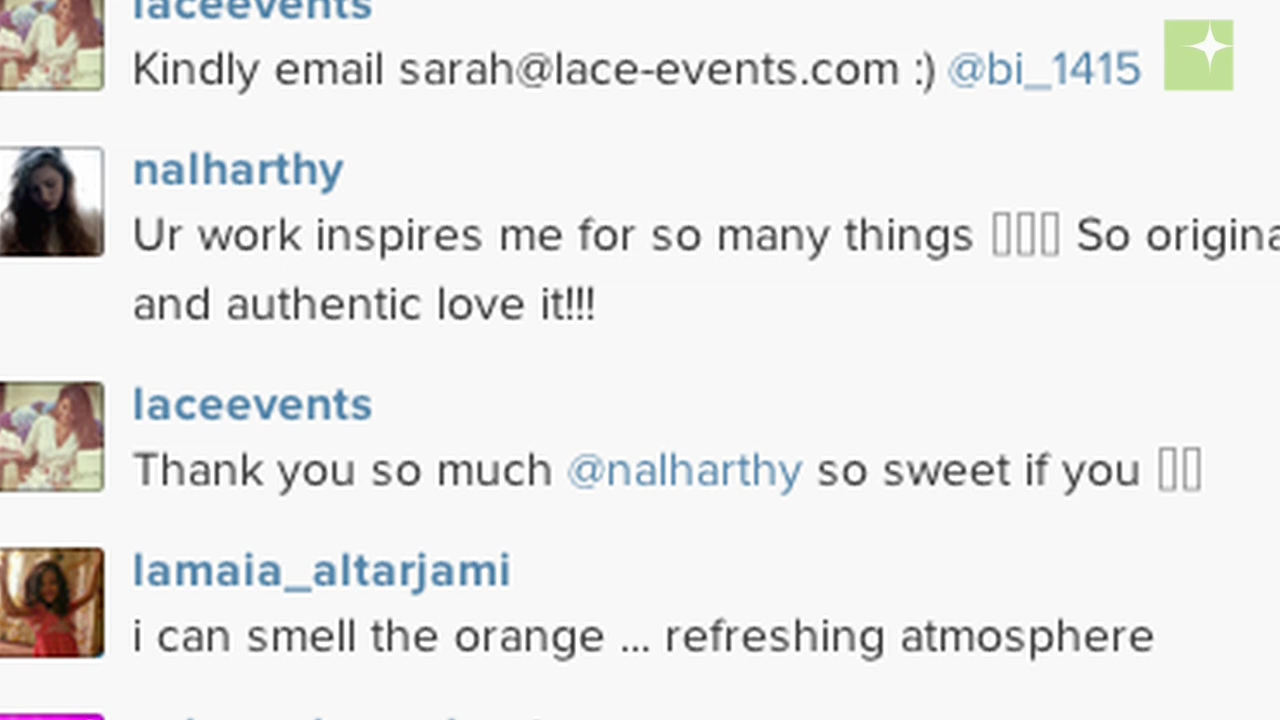 laceevents
Kindly email sarah@lace-events.com :) @bi_1415
nalharthy
Ur work inspires me for so many things So origina
and authentic love it!!!
laceevents
Thank you so much @nalharthy so sweet if you
lamaia_altarjami
i can smell the orange ... refreshing atmosphere